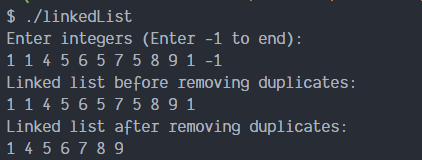 $ ./linkedList
Enter integers (Enter -1 to end):
1 1 4 5 6 5 7 5 8 9 1 -1
Linked list before removing duplicates:
1 1 4 5 6 5 7 5 8 9 1
Linked list after removing duplicates:
1 4 5 6 7 8 9